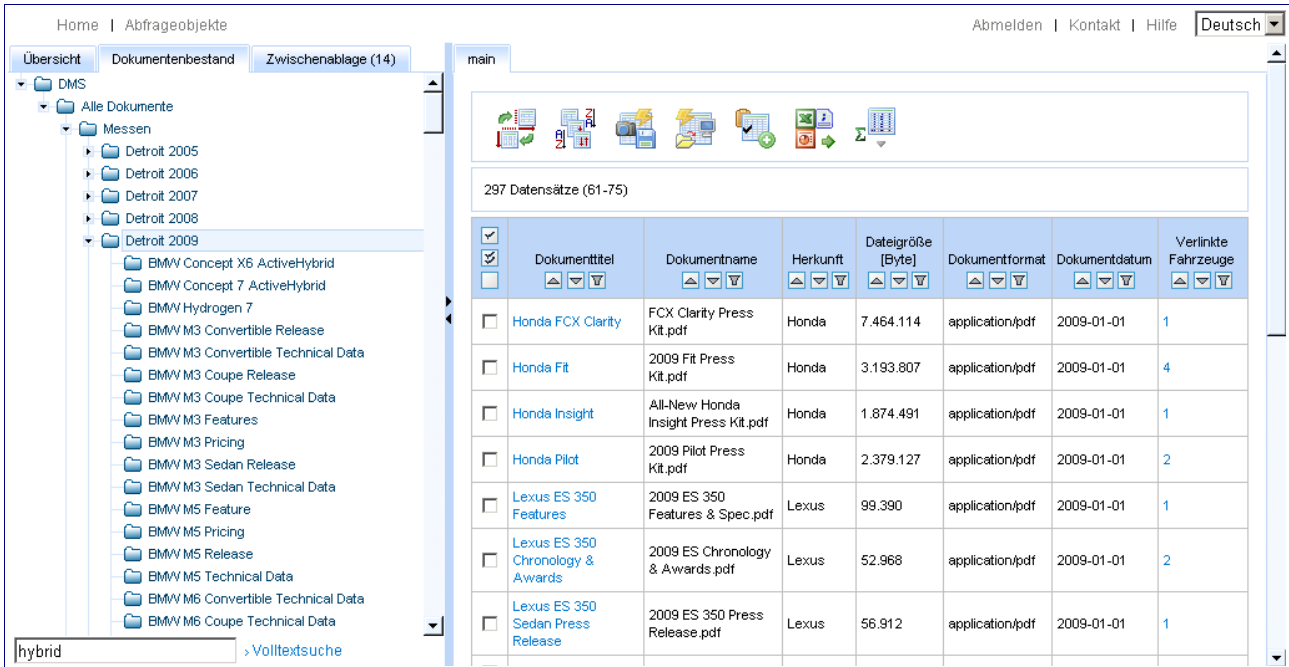 Home | Abfrageobjekte
Abmelden | Kontakt | Hilfe Deutsch
Übersicht Dokumentenbestand Zwischenablage (14)
DMS
Alle Dokumente
Messen
Detroit 2005
Detroit 2006
Detroit 2007
Detroit 2008
Detroit 2009
BMW Concept X6 ActiveHybrid
BMW Concept 7 ActiveHybrid
BMW Hydrogen 7
BMW M3 Convertible Release
BMW M3 Convertible Technical Data
BMW M3 Coupe Release
BMW M3 Coupe Technical Data
BMW M3 Features
BMW M3 Pricing
BMW M3 Sedan Release
BMW M3 Sedan Technical Data
BMW M5 Feature
BMW M5 Pricing
BMW M5 Release
BMW M5 Technical Data
BMW M6 Convertible Technical Data
BMW M6 Coupe Technical Data
hybrid
› Volltextsuche
main
297 Datensätze (61-75)
Dokumenttitel
Dokumentname
Herkunft
Dateigröße
[Byte]
Dokumentformat
Dokumentdatum
Verlinkte
Fahrzeuge
Honda FCX Clarity
FCX Clarity Press
Kit.pdf
Honda
7.464.114
application/pdf
2009-01-01
1
Honda Fit
2009 Fit Press
Kit.pdf
Honda
3.193.807
application/pdf
2009-01-01
4
Honda Insight
All-New Honda
Insight Press Kit.pdf
Honda
1.874.491
application/pdf
2009-01-01
1
Honda Pilot
2009 Pilot Press
Kit.pdf
Honda
2.379.127
application/pdf
2009-01-01
2
Lexus ES 350
Features
2009 ES 350
Features & Spec.pdf
Lexus
99.390
application/pdf
2009-01-01
1
Lexus ES 350
Chronology &
Awards
2009 ES Chronology
& Awards.pdf
Lexus
52.968
application/pdf
2009-01-01
2
Lexus ES 350
Sedan Press
Release
2009 ES 350 Press
Release.pdf
Lexus
56.912
application/pdf
2009-01-01
1